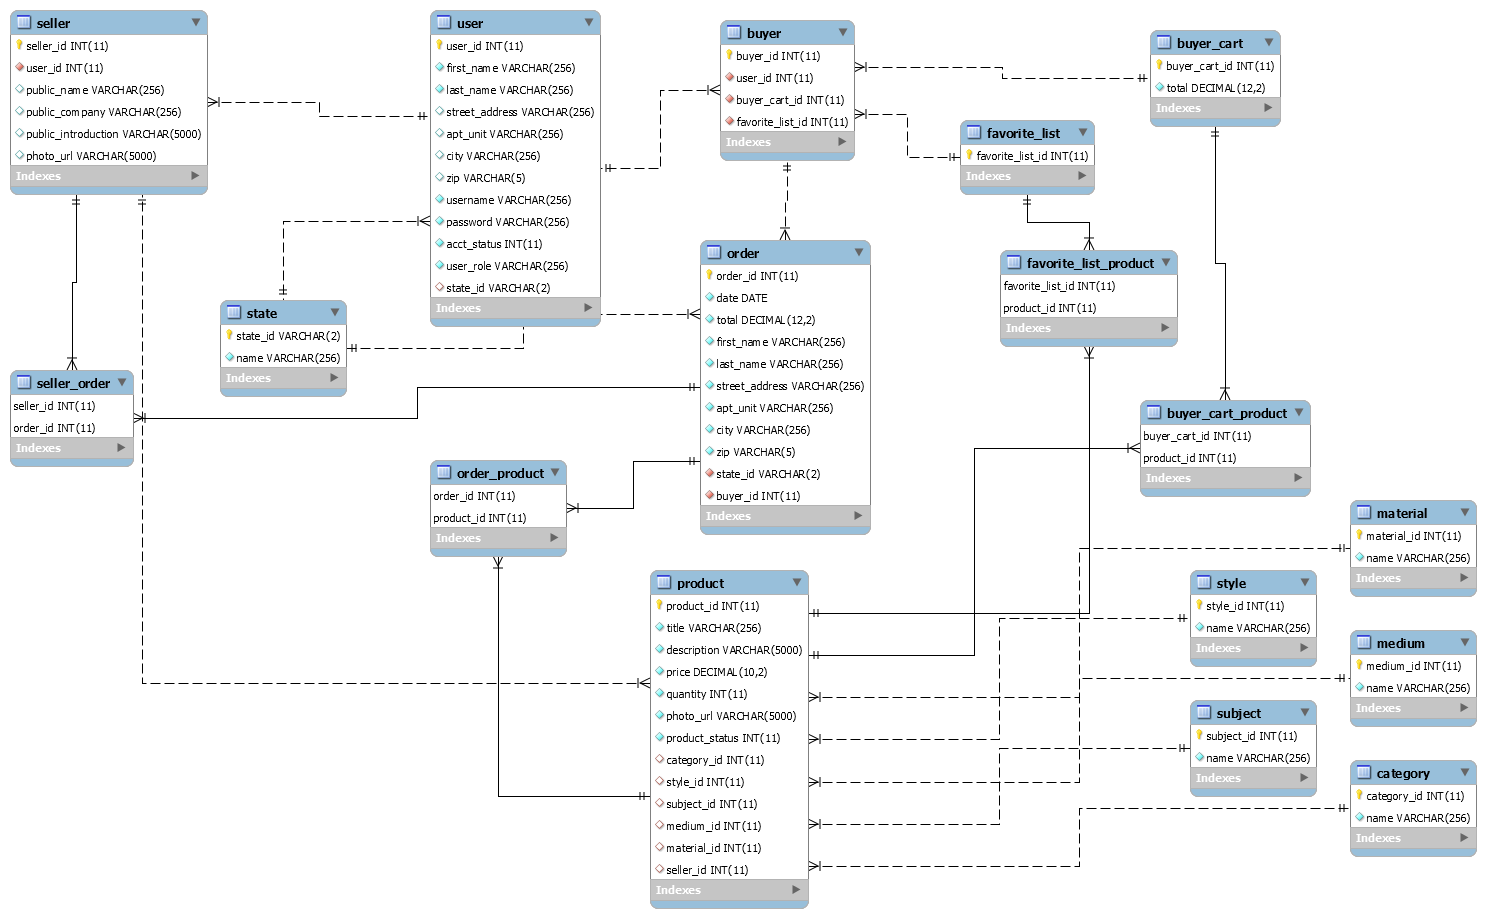 seller
seller_id INT(11)
user_id INT(11)
public_name VARCHAR(256)
public_company VARCHAR(256)
public_introduction VARCHAR(5000)
photo_url VARCHAR(5000)
Indexes
user
user_id INT(11)
first_name VARCHAR(256)
last_name VARCHAR(256)
street_address VARCHAR(256)
apt_unit VARCHAR(256)
city VARCHAR(256)
zip VARCHAR(5)
username VARCHAR(256)
password VARCHAR(256)
acct_status INT(11)
user_role VARCHAR(256)
state_id VARCHAR(2)
Indexes
buyer
buyer_id INT(11)
user_id INT(11)
buyer_cart_id INT(11)
favorite_list_id INT(11)
Indexes
buyer_cart
buyer_cart_id INT(11)
total DECIMAL(12,2)
Indexes
favorite_list
favorite_list_id INT(11)
Indexes
state
state_id VARCHAR(2)
name VARCHAR(256)
Indexes
order
order_id INT(11)
date DATE
total DECIMAL(12,2)
first_name VARCHAR(256)
last_name VARCHAR(256)
street_address VARCHAR(256)
apt_unit VARCHAR(256)
city VARCHAR(256)
zip VARCHAR(5)
state_id VARCHAR(2)
buyer_id INT(11)
Indexes
favorite_list_product
favorite_list_id INT(11)
product_id INT(11)
Indexes
seller_order
seller_id INT(11)
order_id INT(11)
Indexes
order_product
order_id INT(11)
product_id INT(11)
Indexes
buyer_cart_product
buyer_cart_id INT(11)
product_id INT(11)
Indexes
product
product_id INT(11)
title VARCHAR(256)
description VARCHAR(5000)
price DECIMAL(10,2)
quantity INT(11)
photo_url VARCHAR(5000)
product_status INT(11)
category_id INT(11)
style_id INT(11)
subject_id INT(11)
medium_id INT(11)
material_id INT(11)
seller_id INT(11)
Indexes
material
material_id INT(11)
name VARCHAR(256)
Indexes
style
style_id INT(11)
name VARCHAR(256)
Indexes
medium
medium_id INT(11)
name VARCHAR(256)
Indexes
subject
subject_id INT(11)
name VARCHAR(256)
Indexes
category
category_id INT(11)
name VARCHAR(256)
Indexes